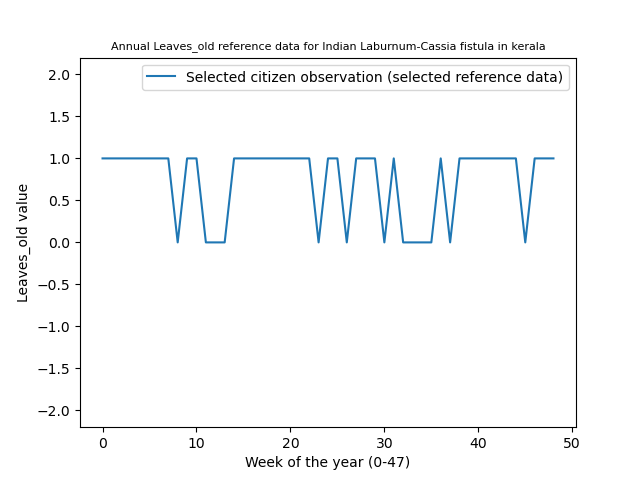 Annual Leaves_old reference data for Indian Laburnum-Cassia fistula in kerala
Selected citizen observation (selected reference data)
2.0
1.5
1.0
0.5
0.0
−0.5
−1.0
−1.5
−2.0
Leaves_old value
0 10 20 30 40 50
Week of the year (0-47)